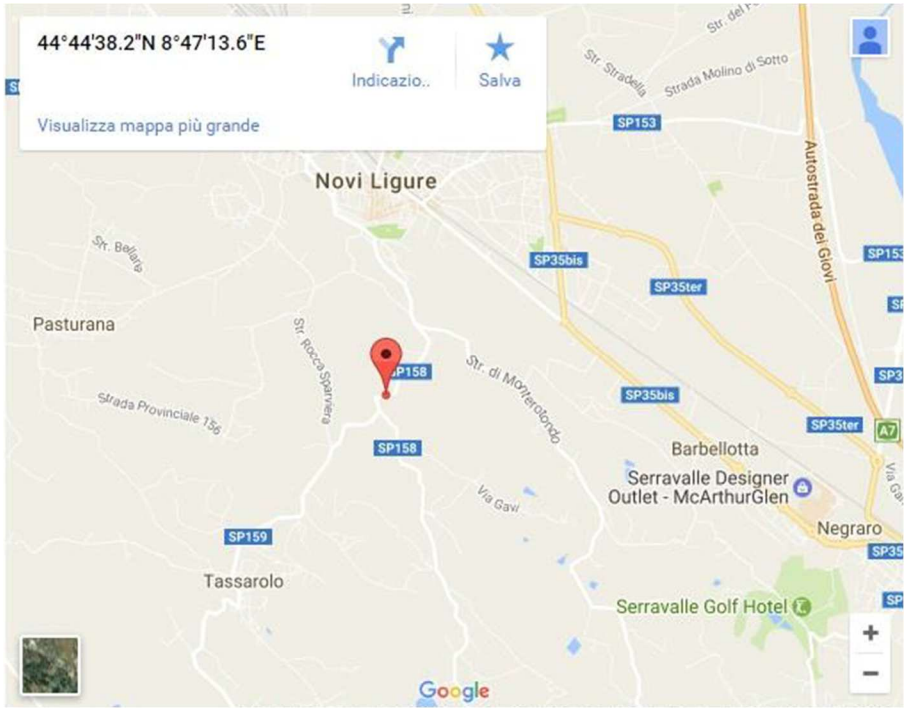 44°44'38.2"N 8°47'13.6"E
Indicazio..
Salva
Visualizza mappa più grande
Str. Stradella
Strada Molino di Sotto
SP153
Novi Ligure
Autostrada dei Giovi
Str. Bellaria
SP35bis
SP153
SP35ter
Pasturana
Str. Rocca Sparviera
SP158
Str. di Monterotondo
Strada Provinciale 156
SP35bis
SP35ter
A7
SP158
Barbellotta
Serravalle Designer
Outlet - McArthurGlen
Via Gavi
Negraro
SP159
SP35
Tassarolo
Serravalle Golf Hotel
SP
+
−
Google